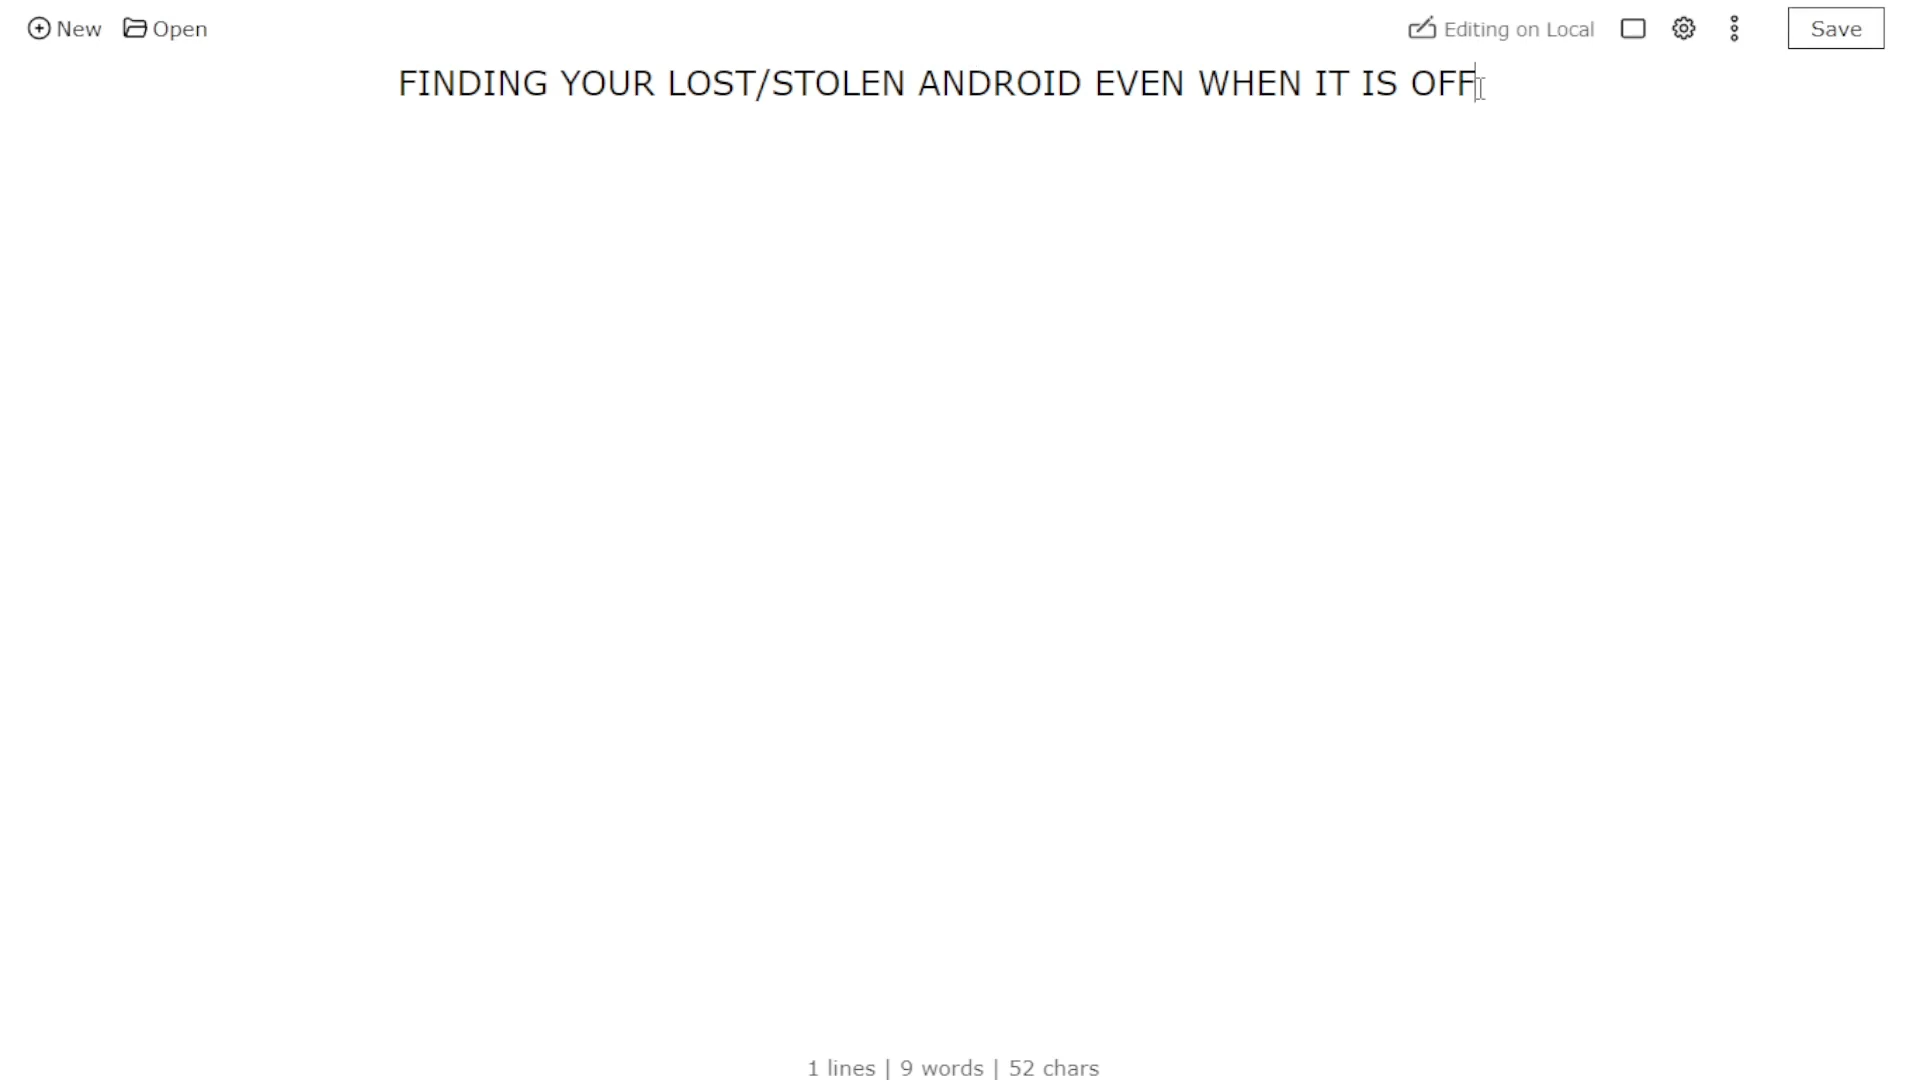 New Open Editing on Local Save
FINDING YOUR LOST/STOLEN ANDROID EVEN WHEN IT IS OFF
1 lines | 9 words | 52 chars